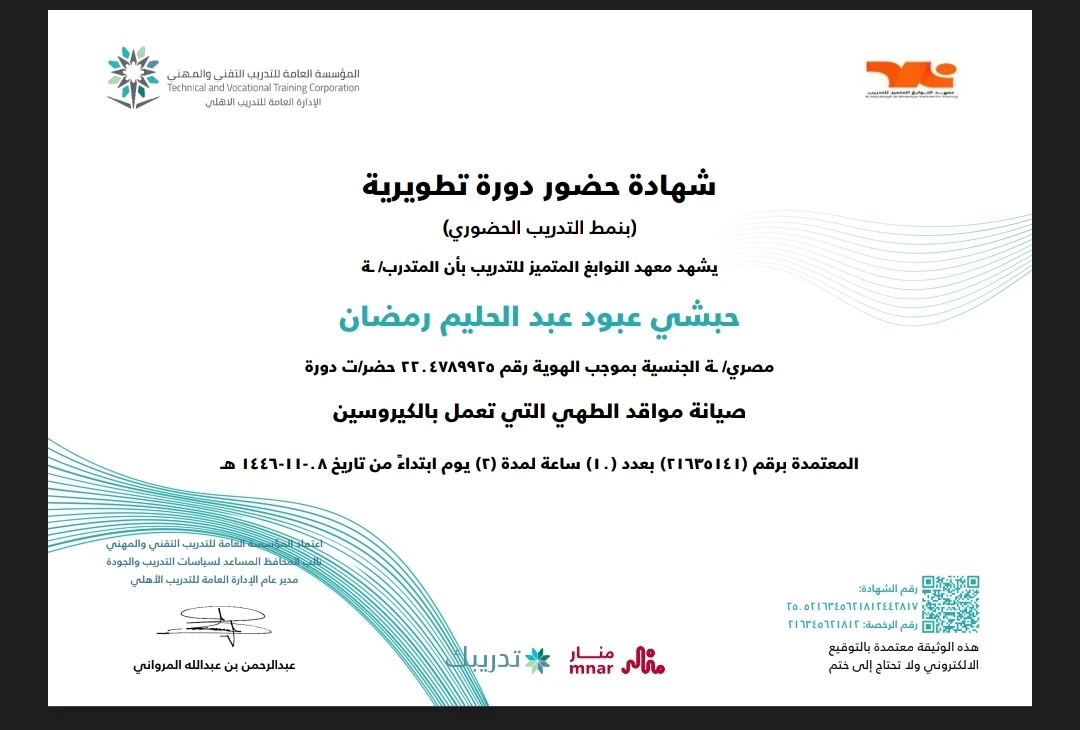 المؤسسة العامة للتدريب التقني والمهني
Technical and Vocational Training Corporation
الإدارة العامة للتدريب الاهلي
معهد النوابغ المتميز للتدريب
شهادة حضور دورة تطويرية
(بنمط التدريب الحضوري)
يشهد معهد النوابغ المتميز للتدريب بأن المتدرب/ ـة
حبشي عبود عبد الحليم رمضان
مصري/ ـة الجنسية بموجب الهوية رقم ٢٢٠٤٧٨٩٩٢٥ حضر/ت دورة
صيانة مواقد الطهي التي تعمل بالكيروسين
المعتمدة برقم (٢١٦٣٥١٤١) بعدد (١٠) ساعة لمدة (٢) يوم ابتداءً من تاريخ ٠٨-١١-١٤٤٦ هـ
اعتماد المؤسسة العامة للتدريب التقني والمهني
نائب المحافظ المساعد لسياسات التدريب والجودة
مدير عام الإدارة العامة للتدريب الأهلي
عبدالرحمن بن عبدالله المرواني
تدريبك
منار
mnar
رقم الشهادة:
٢٥٠٥٢١٦٣٤٥٦٢١٨١٢٤٤٢٨١٧
رقم الرخصة: ٢١٦٣٤٥٦٢١٨١٢
هذه الوثيقة معتمدة بالتوقيع
الالكتروني ولا تحتاج إلى ختم